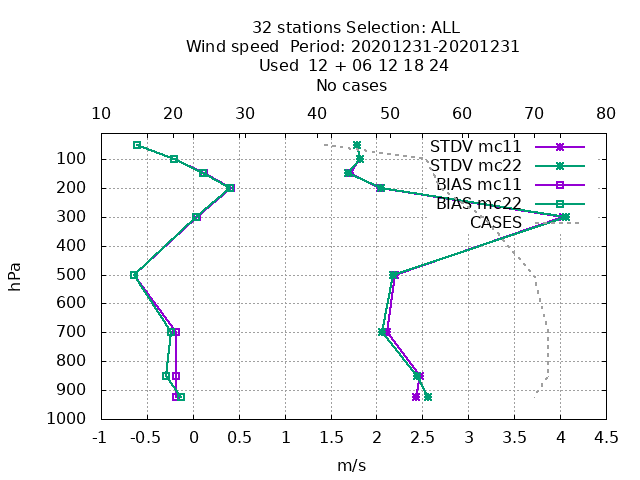 32 stations Selection: ALL
Wind speed  Period: 20201231-20201231
Used  12 + 06 12 18 24
No cases
10 20 30 40 50 60 70 80
STDV mc11
STDV mc22
BIAS mc11
BIAS mc22
CASES
hPa
100
200
300
400
500
600
700
800
900
1000
-1 -0.5 0 0.5 1 1.5 2 2.5 3 3.5 4 4.5
m/s